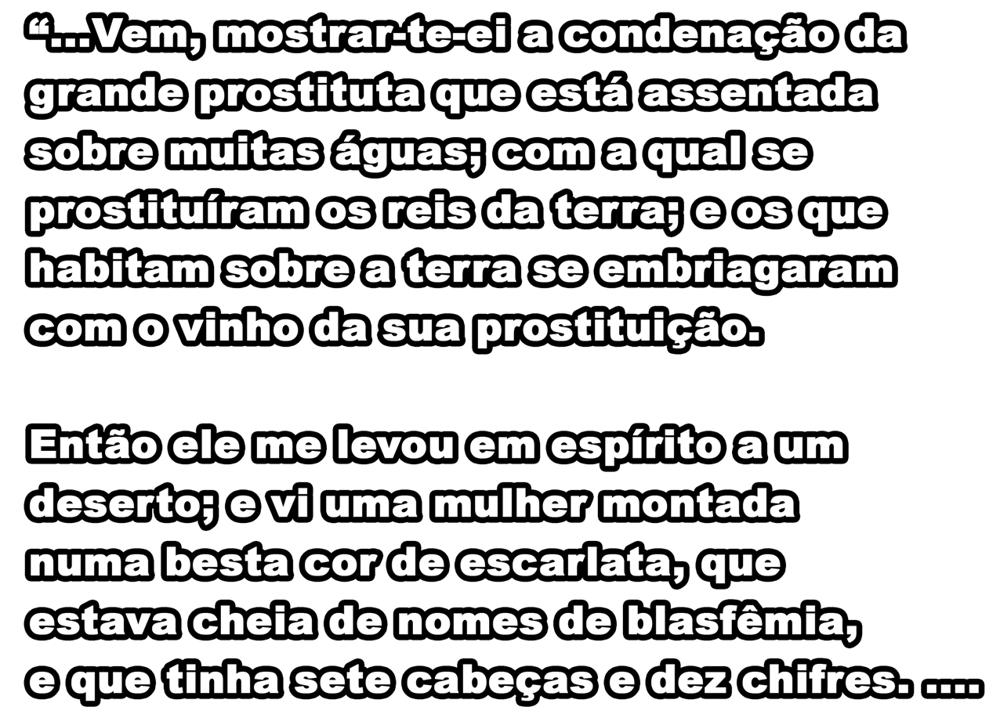 “...Vem, mostrar-te-ei a condenação da
grande prostituta que está assentada
sobre muitas águas; com a qual se
prostituíram os reis da terra; e os que
habitam sobre a terra se embriagaram
com o vinho da sua prostituição.
Então ele me levou em espírito a um
deserto; e vi uma mulher montada
numa besta cor de escarlata, que
estava cheia de nomes de blasfêmia,
e que tinha sete cabeças e dez chifres. ....